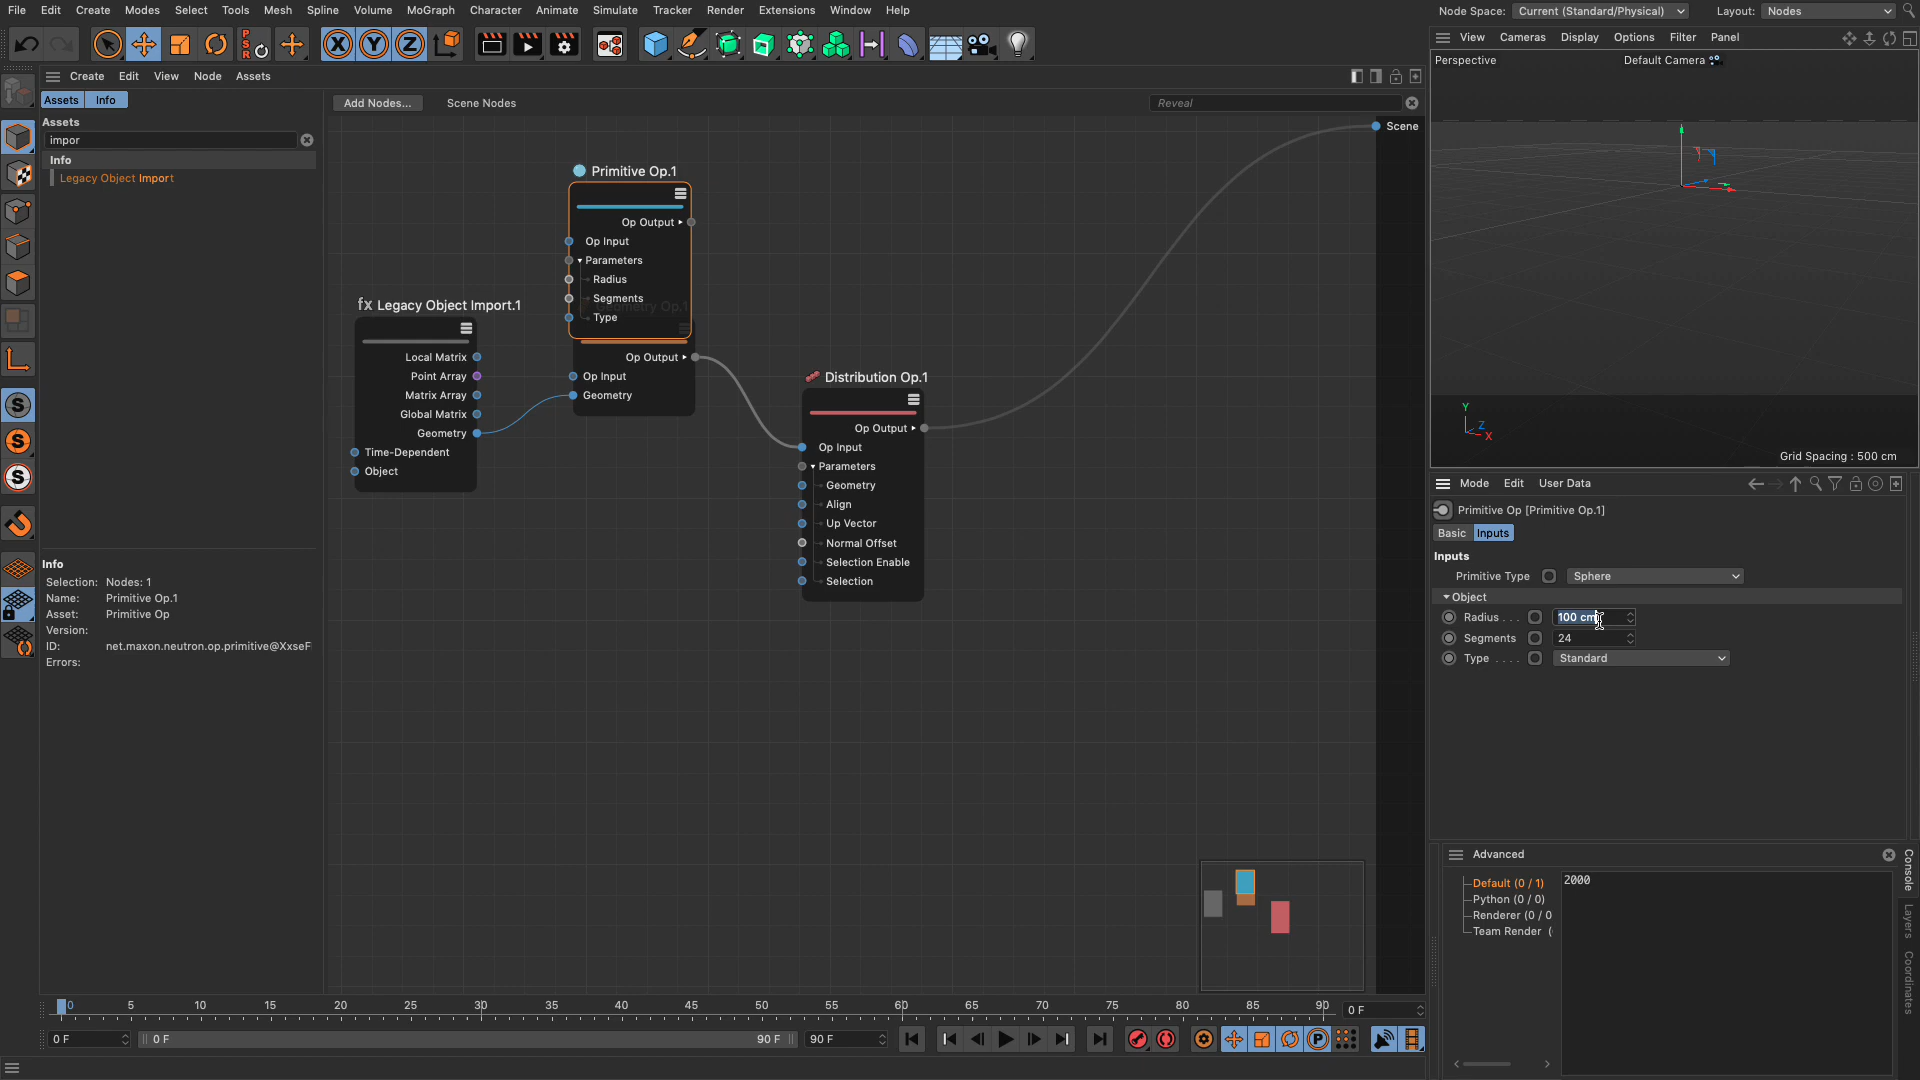 File Edit Create Modes Select Tools Mesh Spline Volume MoGraph Character Animate Simulate Tracker Render Extensions Window Help
Node Space: Current (Standard/Physical) Layout: Nodes
PSR X Y Z
Create Edit View Node Assets
Assets Info
Assets
impor
Info
Legacy Object Import
Info
Selection: Nodes: 1
Name: Primitive Op.1
Asset: Primitive Op
Version:
ID: net.maxon.neutron.op.primitive@XxseF
Errors:
Add Nodes... Scene Nodes Reveal
Scene
Primitive Op.1
Op Output
Op Input
Parameters
Radius
Segments
Type
fx Legacy Object Import.1
Local Matrix
Point Array
Matrix Array
Global Matrix
Geometry
Time-Dependent
Object
Op Output
Op Input
Geometry
Distribution Op.1
Op Output
Op Input
Parameters
Geometry
Align
Up Vector
Normal Offset
Selection Enable
Selection
View Cameras Display Options Filter Panel
Perspective Default Camera
Y
Z
X
Grid Spacing : 500 cm
Mode Edit User Data
Primitive Op [Primitive Op.1]
Basic Inputs
Inputs
Primitive Type Sphere
Object
Radius . . . 100 cm
Segments 24
Type . . . . Standard
Advanced
Default (0 / 1)
Python (0 / 0)
Renderer (0 / 0
Team Render (
2000
Console
Layers
Coordinates
0 5 10 15 20 25 30 35 40 45 50 55 60 65 70 75 80 85 90 0 F
0 F 0 F 90 F 90 F P